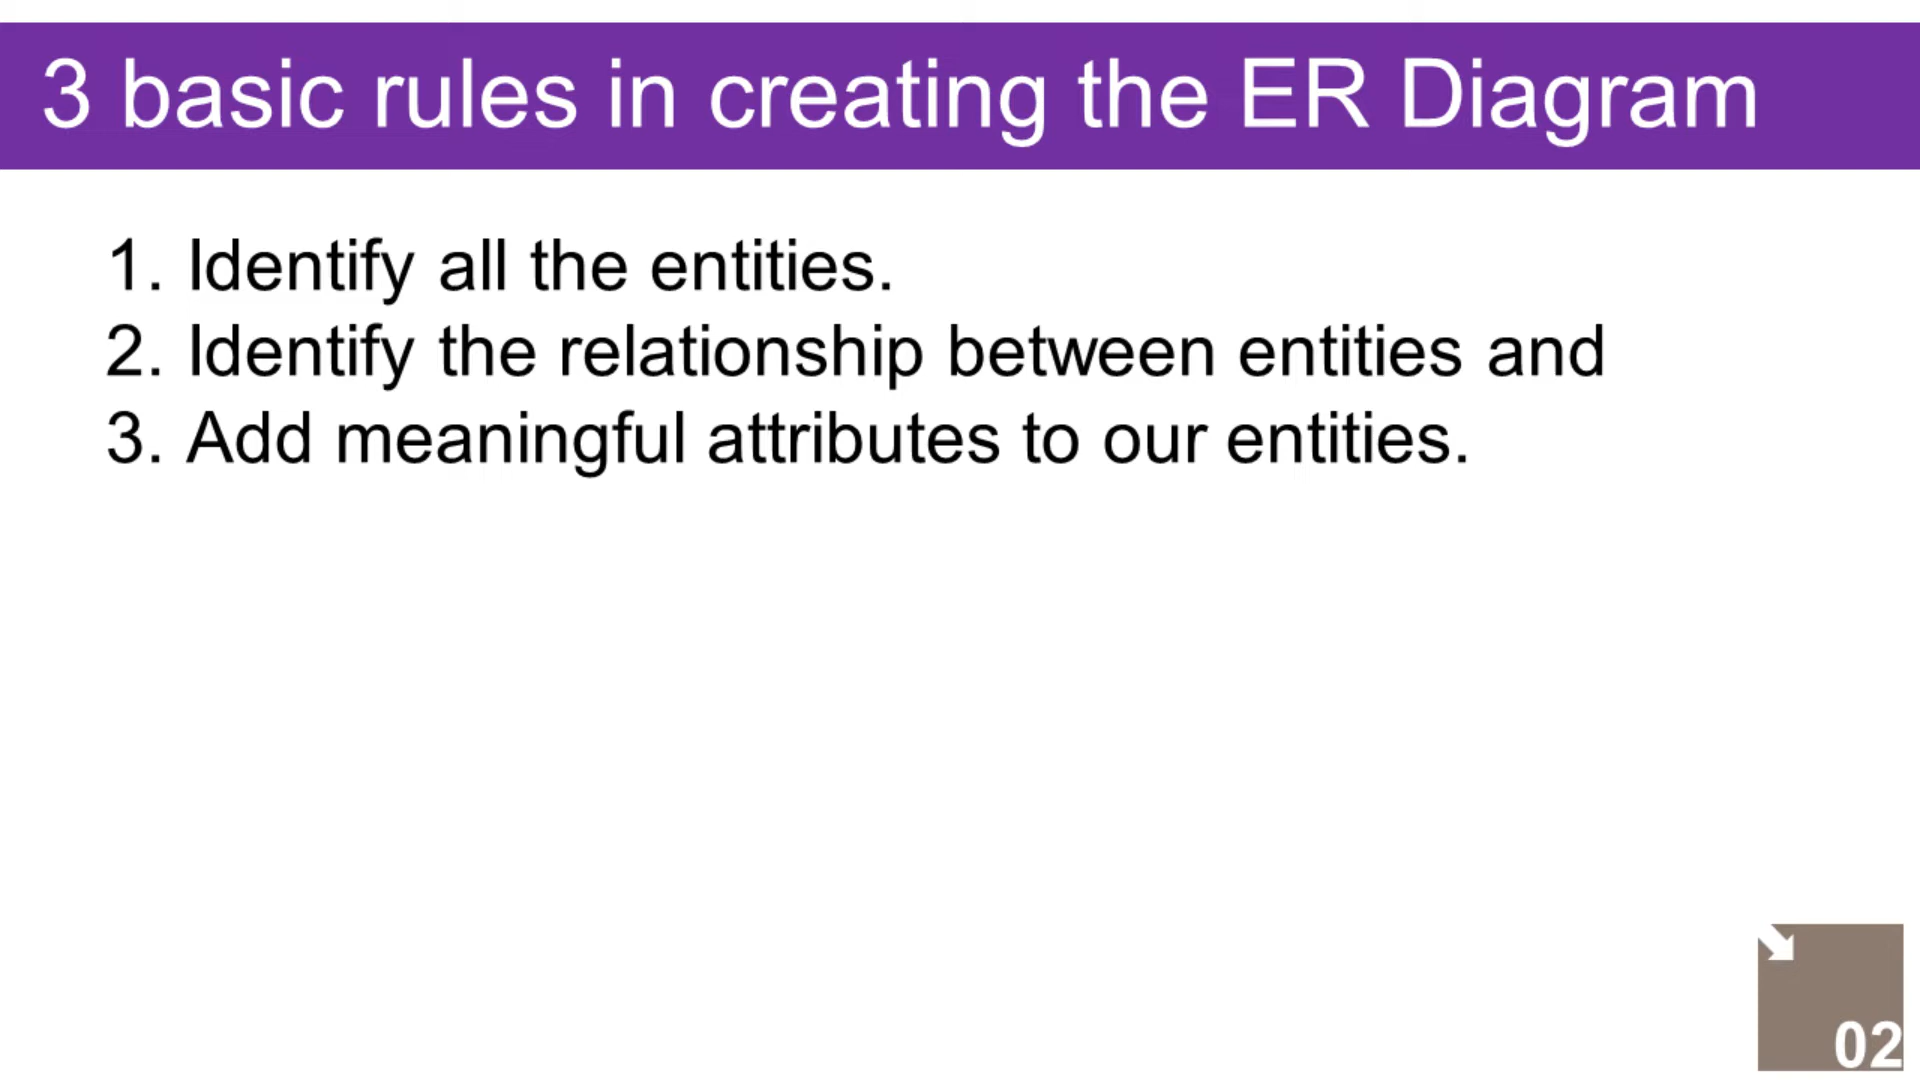 3 basic rules in creating the ER Diagram
1. Identify all the entities.
2. Identify the relationship between entities and
3. Add meaningful attributes to our entities.
02